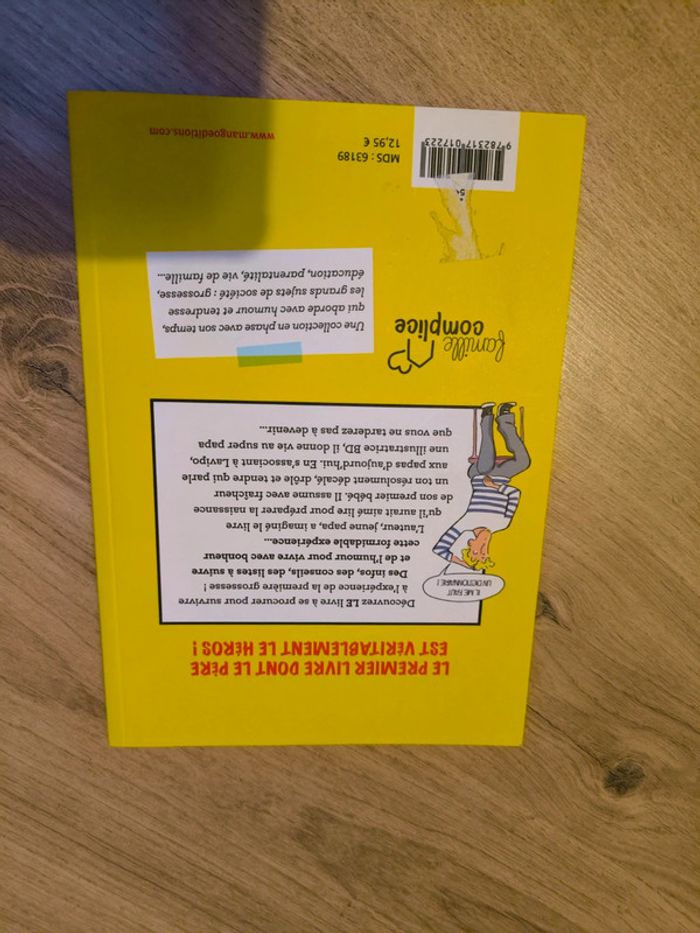 LE PREMIER LIVRE DONT LE PÈRE
EST VÉRITABLEMENT LE HÉROS !
IL ME FAUT
UN DICTIONNAIRE !
Découvrez LE livre à se procurer pour survivre
à l'expérience de la première grossesse !
Des infos, des conseils, des listes à suivre
et de l'humour pour vivre avec bonheur
cette formidable expérience...
L'auteur, jeune papa, a imaginé le livre
qu'il aurait aimé lire pour préparer la naissance
de son premier bébé. Il assume avec fraîcheur
un ton résolument décalé, drôle et tendre qui parle
aux papas d'aujourd'hui. En s'associant à Lavipo,
une illustratrice BD, il donne vie au super papa
que vous ne tarderez pas à devenir...
famille
complice
Une collection en phase avec son temps,
qui aborde avec humour et tendresse
les grands sujets de société : grossesse,
éducation, parentalité, vie de famille...
MDS : 63189
12,95 €
9 782317 017223
www.mangoeditions.com